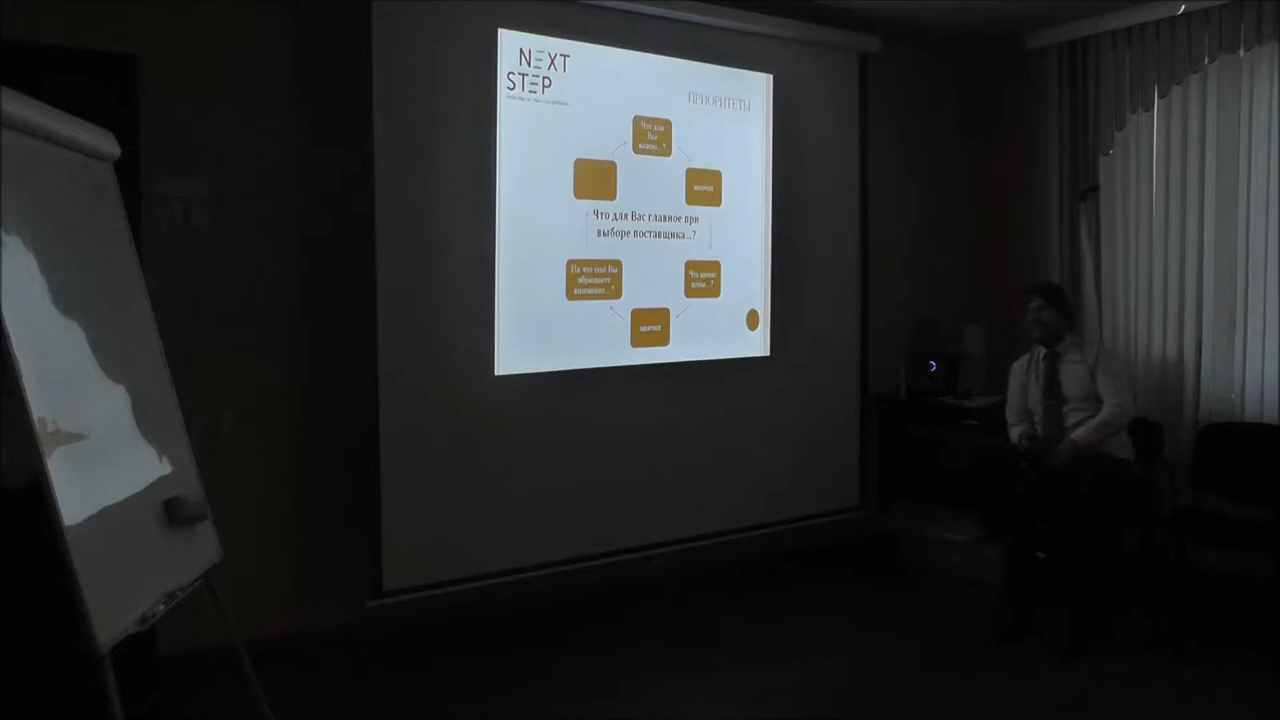 NEXT
STEP
ПРИОРИТЕТЫ
Что для
Вас
важно...?
Что для Вас главное при
выборе поставщика...?
На что ещё Вы
обращаете
внимание...?
Что кроме
цены...?